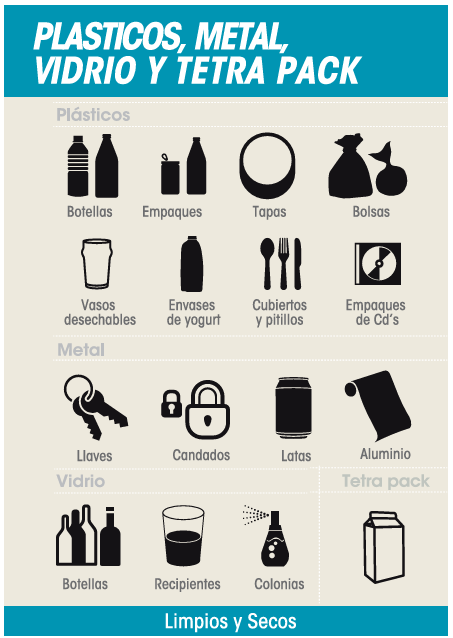 PLASTICOS, METAL,
VIDRIO Y TETRA PACK
Plásticos
Botellas
Empaques
Tapas
Bolsas
Vasos
desechables
Envases
de yogurt
Cubiertos
y pitillos
Empaques
de Cd's
Metal
Llaves
Candados
Latas
Aluminio
Vidrio
Botellas
Recipientes
Colonias
Tetra pack
Limpios y Secos